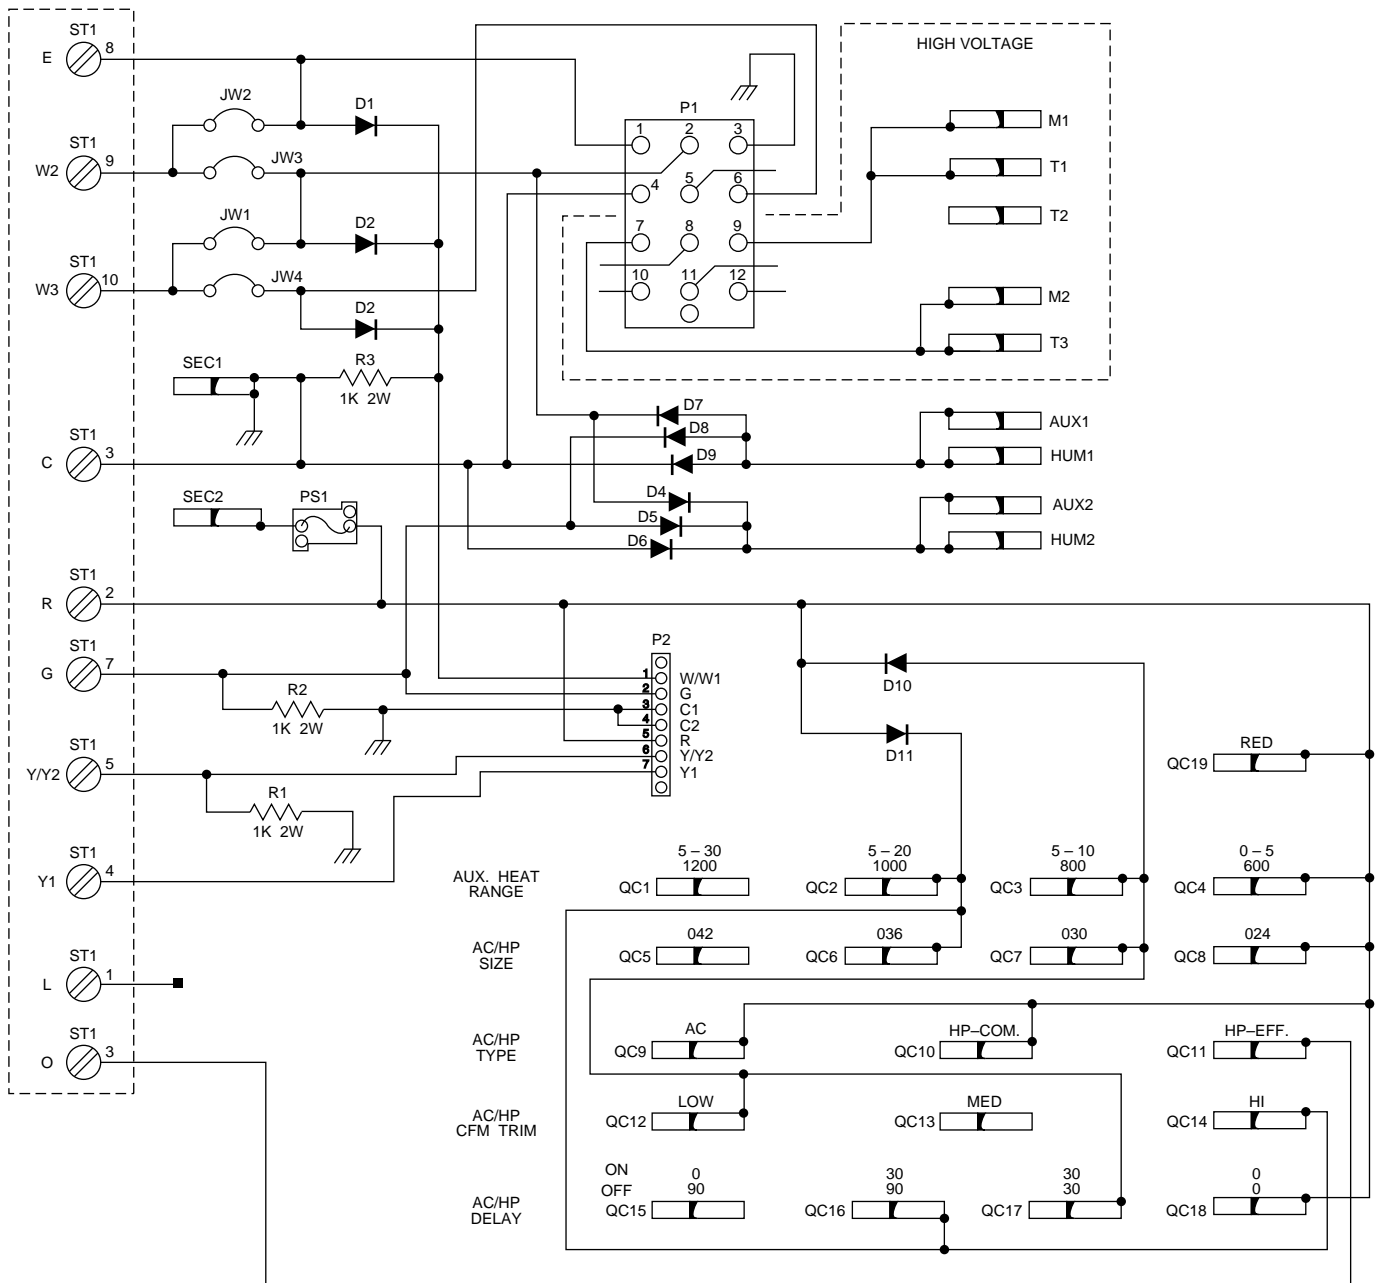 HIGH VOLTAGE
ST1
E 8
JW2
D1
P1
1 2 3
M1
ST1
W2 9
JW3
T1
4 5 6
JW1
D2
T2
7 8 9
ST1
W3 10
JW4
10 11 12
M2
D2
T3
SEC1
R3
1K 2W
D7
AUX1
D8
ST1
C 3
D9
HUM1
SEC2
PS1
D4
AUX2
D5
D6
HUM2
ST1
R 2
ST1
G 7
P2
1 W/W1
2 G
3 C1
4 C2
5 R
6 Y/Y2
7 Y1
D10
R2
1K 2W
D11
ST1
Y/Y2 5
RED
QC19
R1
1K 2W
ST1
Y1 4
AUX. HEAT
RANGE
5 – 30
1200
QC1
5 – 20
1000
QC2
5 – 10
800
QC3
0 – 5
600
QC4
AC/HP
SIZE
042
QC5
036
QC6
030
QC7
024
QC8
ST1
L 1
ST1
O 3
AC/HP
TYPE
AC
QC9
HP–COM.
QC10
HP–EFF.
QC11
AC/HP
CFM TRIM
LOW
QC12
MED
QC13
HI
QC14
AC/HP
DELAY
ON 0
OFF 90
QC15
30
90
QC16
30
30
QC17
0
0
QC18